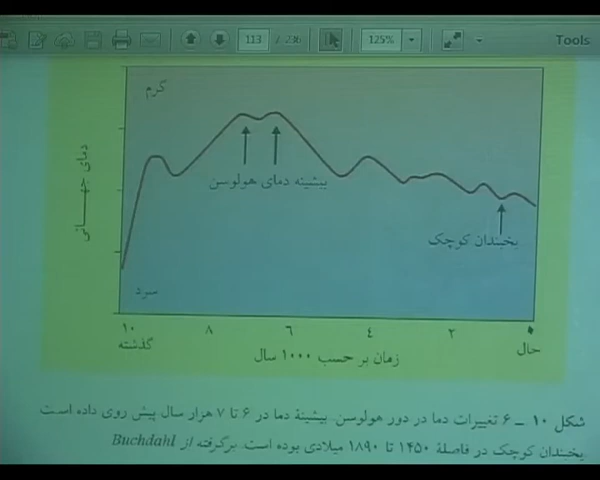 113 / 236
125%
Tools
گرم
دمای جهانی
بیشینه دمای هولوسن
یخبندان کوچک
سرد
۱۰ ۸ ۶ ۴ ۲ ۰
گذشته
حال
زمان بر حسب ۱۰۰۰ سال
شکل ۱۰ – ۶ تغییرات دما در دور هولوسن. بیشینهٔ دما در ۶ تا ۷ هزار سال پیش روی داده است
یخبندان کوچک در فاصلهٔ ۱۴۵۰ تا ۱۸۹۰ میلادی بوده است. برگرفته از Buchdahl